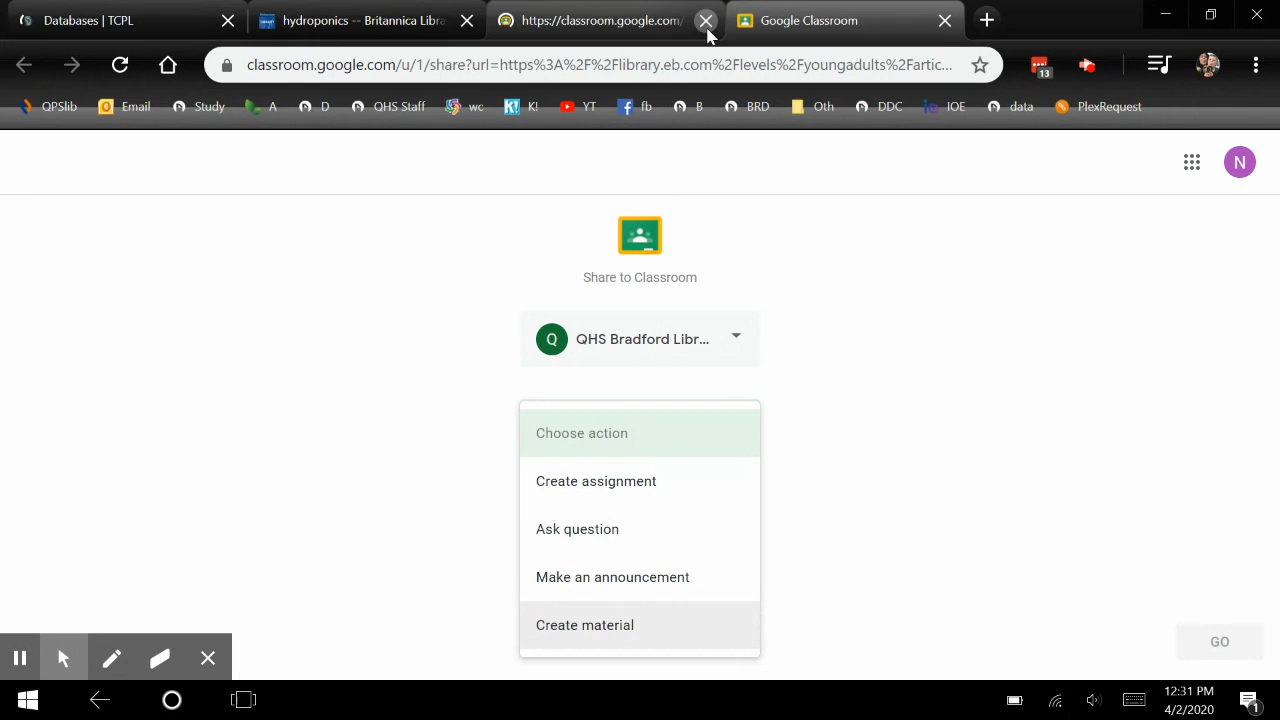 Databases | TCPL
hydroponics -- Britannica Libra
https://classroom.google.com/
Google Classroom
classroom.google.com/u/1/share?url=https%3A%2F%2Flibrary.eb.com%2Flevels%2Fyoungadults%2Fartic...
13
QPSlib
Email
Study
A
D
QHS Staff
wc
K!
K!
YT
fb
B
BRD
Oth
DDC
IOE
data
PlexRequest
N
Share to Classroom
Q
QHS Bradford Libr...
Choose action
Create assignment
Ask question
Make an announcement
Create material
GO
12:31 PM
4/2/2020
1